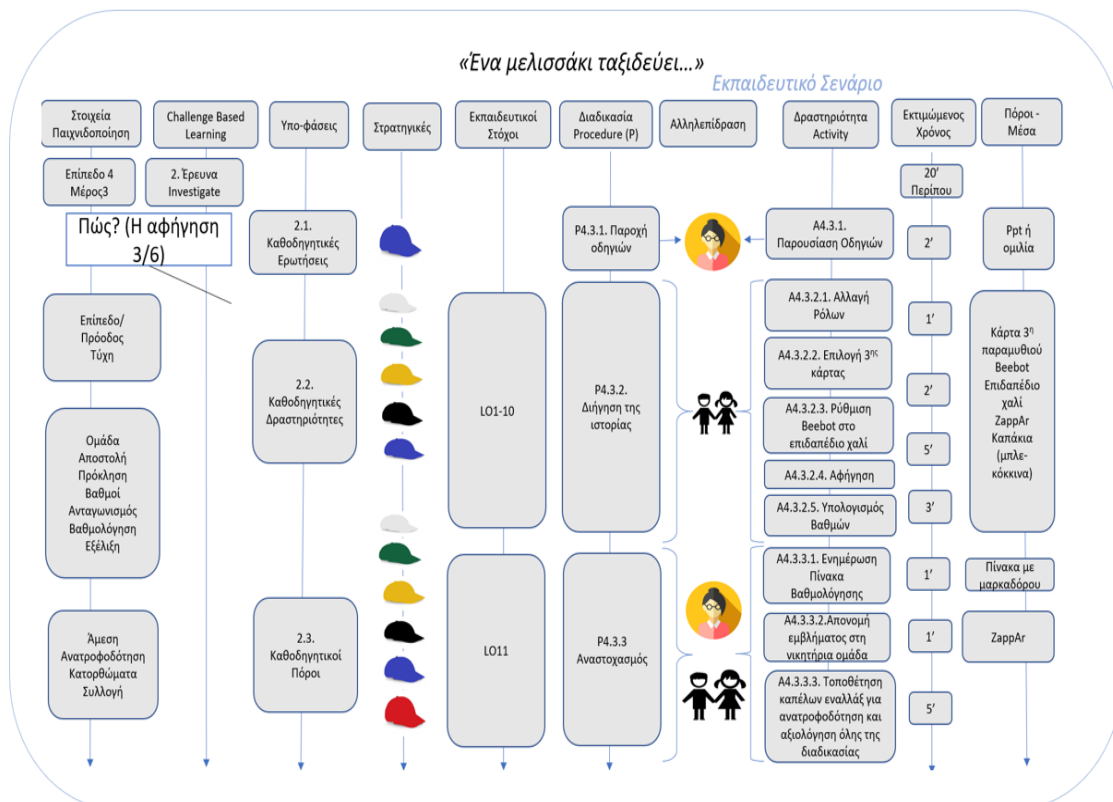 «Ένα μελισσάκι ταξιδεύει...»
Εκπαιδευτικό Σενάριο
Στοιχεία
Παιχνιδοποίηση
Challenge Based
Learning
Υπο-φάσεις
Στρατηγικές
Εκπαιδευτικοί
Στόχοι
Διαδικασία
Procedure (P)
Αλληλεπίδραση
Δραστηριότητα
Activity
Εκτιμώμενος
Χρόνος
Πόροι -
Μέσα
Επίπεδο 4
Μέρος3
2. Έρευνα
Investigate
20’
Περίπου
Πώς? (Η αφήγηση
3/6)
2.1.
Καθοδηγητικές
Ερωτήσεις
P4.3.1. Παροχή
οδηγιών
A4.3.1.
Παρουσίαση Οδηγιών
2’
Ppt ή
ομιλία
Επίπεδο/
Πρόοδος
Τύχη
Ομάδα
Αποστολή
Πρόκληση
Βαθμοί
Ανταγωνισμός
Βαθμολόγηση
Εξέλιξη
2.2.
Καθοδηγητικές
Δραστηριότητες
LO1-10
P4.3.2.
Διήγηση της
ιστορίας
A4.3.2.1. Αλλαγή
Ρόλων
A4.3.2.2. Επιλογή 3ης
κάρτας
A4.3.2.3. Ρύθμιση
Beebot στο
επιδαπέδιο χαλί
A4.3.2.4. Αφήγηση
A4.3.2.5. Υπολογισμός
Βαθμών
1’
2’
5’
3’
Κάρτα 3η
παραμυθιού
Beebot
Επιδαπέδιο
χαλί
ZappAr
Καπάκια
(μπλε-
κόκκινα)
Άμεση
Ανατροφοδότηση
Κατορθώματα
Συλλογή
2.3.
Καθοδηγητικοί
Πόροι
LO11
P4.3.3
Αναστοχασμός
A4.3.3.1. Ενημέρωση
Πίνακα
Βαθμολόγησης
A4.3.3.2.Απονομή
εμβλήματος στη
νικητήρια ομάδα
A4.3.3.3. Τοποθέτηση
καπέλων εναλλάξ για
ανατροφοδότηση και
αξιολόγηση όλης της
διαδικασίας
1’
1’
5’
Πίνακα με
μαρκαδόρου
ZappAr